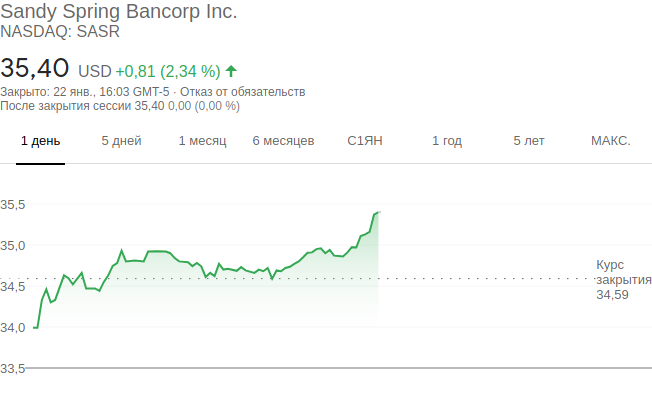 Sandy Spring Bancorp Inc.
NASDAQ: SASR
35,40 USD +0,81 (2,34 %)
Закрыто: 22 янв., 16:03 GMT-5 · Отказ от обязательств
После закрытия сессии 35,40 0,00 (0,00 %)
1 день 5 дней 1 месяц 6 месяцев С1ЯН 1 год 5 лет МАКС.
35,5
35,0
34,5
34,0
33,5
Курс
закрытия
34,59